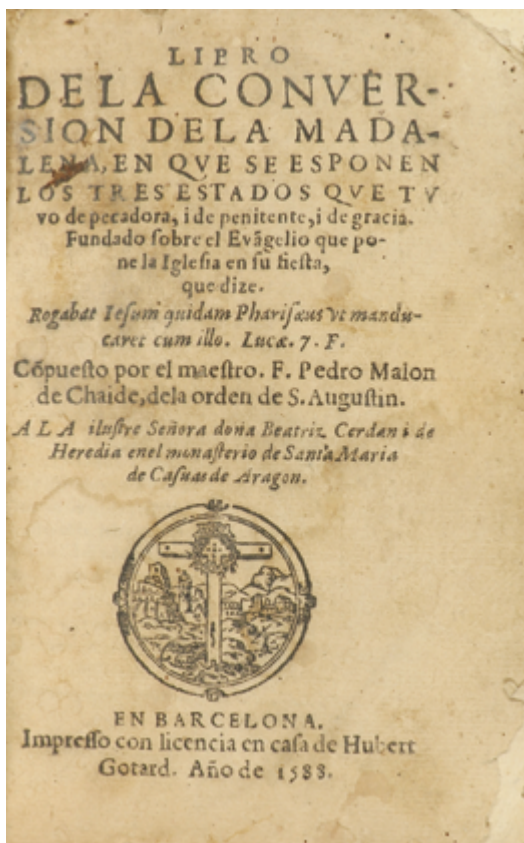 LIBRO
DELA CONVER-
SION DELA MADA-
LENA, EN QVE SE ESPONEN
LOS TRES ESTADOS QVE TV
vo de pecadora, i de penitente, i de gracia.
Fundado ſobre el Evãgelio que po-
ne la Igleſia en ſu fieſta,
que dize.
Rogabat Ieſum quidam Phariſæus vt mandu-
caret cum illo. Lucæ. 7. F.
Cõpueſto por el maeſtro. F. Pedro Malon
de Chaide, dela orden de S. Auguſtin.
A L A iluſtre Señora doña Beatriz Cerdan i de
Heredia enel monaſterio de Santa Maria
de Caſuas de Aragon.
EN BARCELONA.
Impreſſo con licencia en caſa de Hubert
Gotard. Año de 1588.